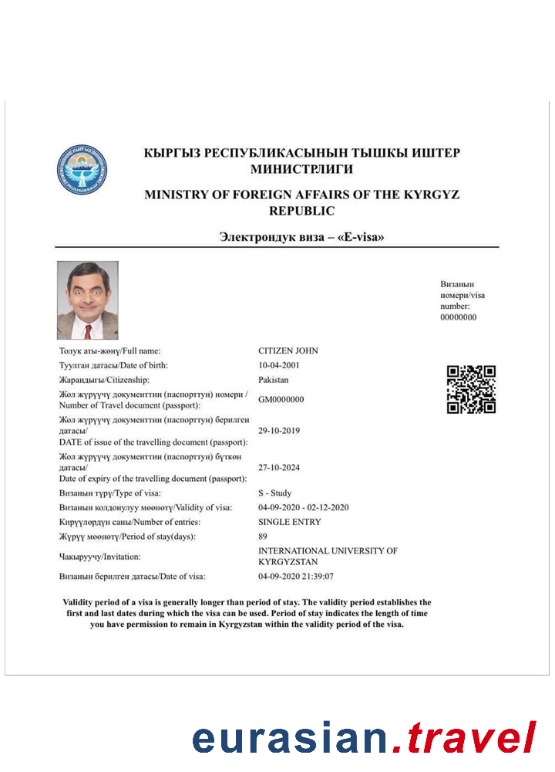 КЫРГЫЗ РЕСПУБЛИКАСЫНЫН ТЫШКЫ ИШТЕР
МИНИСТРЛИГИ
MINISTRY OF FOREIGN AFFAIRS OF THE KYRGYZ
REPUBLIC
Электрондук виза – «E-visa»
Визанын
номери/visa
number:
00000000
Толук аты-жөнү/Full name: CITIZEN JOHN
Туулган датасы/Date of birth: 10-04-2001
Жарандыгы/Citizenship: Pakistan
Жол жүрүүчү документтин (паспорттун) номери /
Number of Travel document (passport): GM0000000
Жол жүрүүчү документтин (паспорттун) берилген
датасы/ 29-10-2019
DATE of issue of the travelling document (passport):
Жол жүрүүчү документтин (паспорттун) бүткөн
датасы/ 27-10-2024
Date of expiry of the travelling document (passport):
Визанын түрү/Type of visa: S - Study
Визанын колдонулуу мөөнөтү/Validity of visa: 04-09-2020 - 02-12-2020
Кирүүлөрдүн саны/Number of entries: SINGLE ENTRY
Жүрүү мөөнөтү/Period of stay(days): 89
Чакыруучу/Invitation: INTERNATIONAL UNIVERSITY OF
KYRGYZSTAN
Визанын берилген датасы/Date of visa: 04-09-2020 21:39:07
Validity period of a visa is generally longer than period of stay. The validity period establishes the
first and last dates during which the visa can be used. Period of stay indicates the length of time
you have permission to remain in Kyrgyzstan within the validity period of the visa.
eurasian.travel